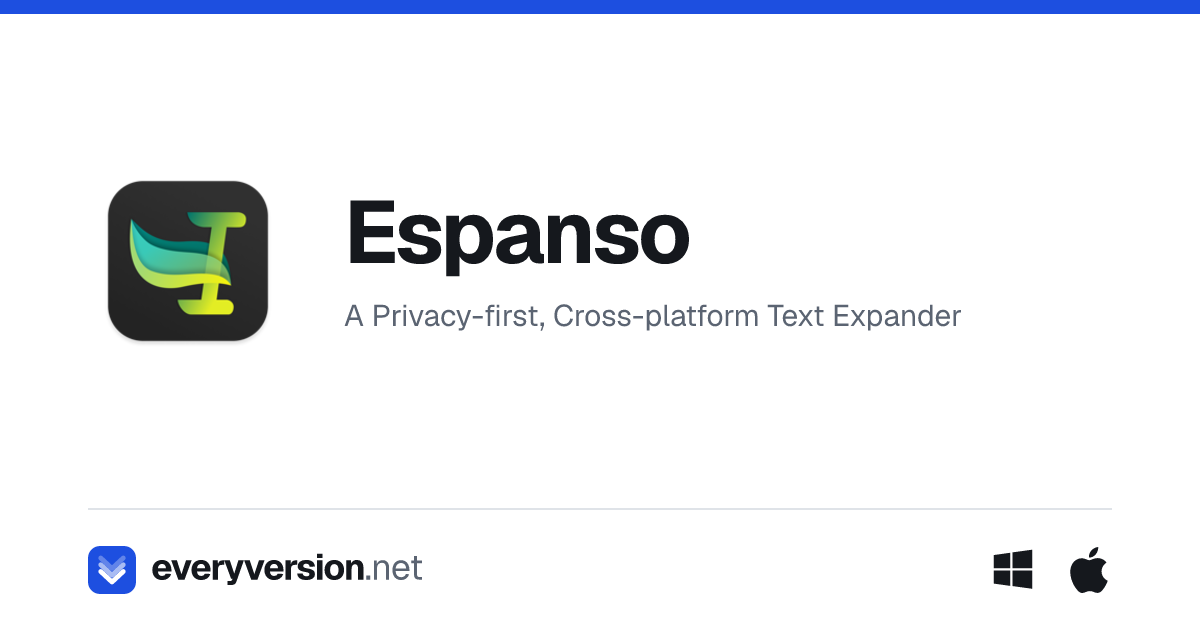 Espanso
A Privacy-first, Cross-platform Text Expander
everyversion.net